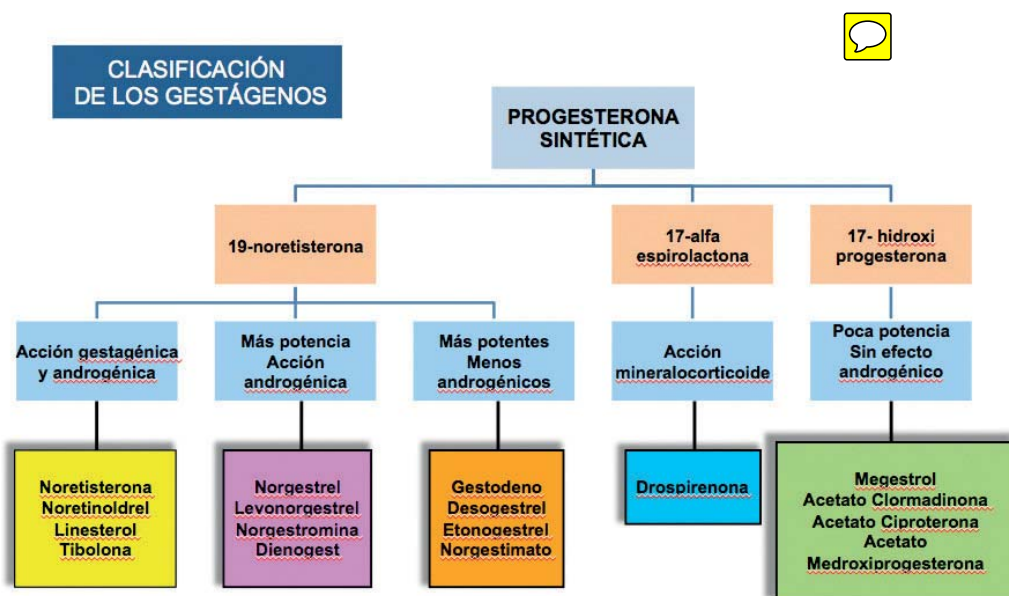 CLASIFICACIÓN
DE LOS GESTÁGENOS
PROGESTERONA
SINTÉTICA
19-noretisterona
17-alfa
espirolactona
17- hidroxi
progesterona
Acción gestagénica
y androgénica
Más potencia
Acción
androgénica
Más potentes
Menos
androgénicos
Acción
mineralocorticoide
Poca potencia
Sin efecto
androgénico
Noretisterona
Noretinoldrel
Linesterol
Tibolona
Norgestrel
Levonorgestrel
Norgestromina
Dienogest
Gestodeno
Desogestrel
Etonogestrel
Norgestimato
Drospirenona
Megestrol
Acetato Clormadinona
Acetato Ciproterona
Acetato
Medroxiprogesterona